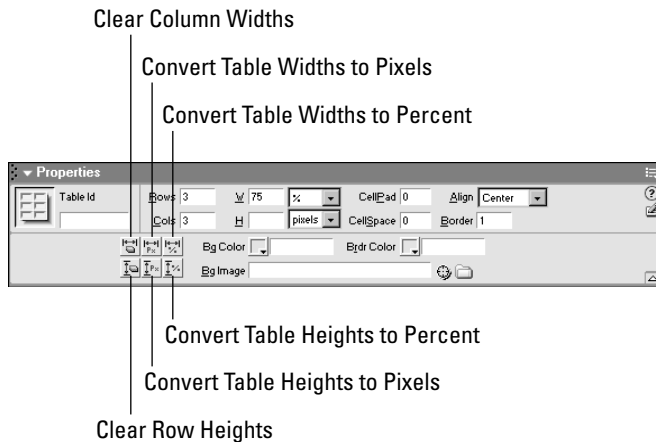 Clear Column Widths
Convert Table Widths to Pixels
Convert Table Widths to Percent
Properties
Table Id Rows 3 W 75 % CellPad 0 Align Center
Cols 3 H pixels CellSpace 0 Border 1
Px %
Bg Color Brdr Color
Px %
Bg Image
Convert Table Heights to Percent
Convert Table Heights to Pixels
Clear Row Heights